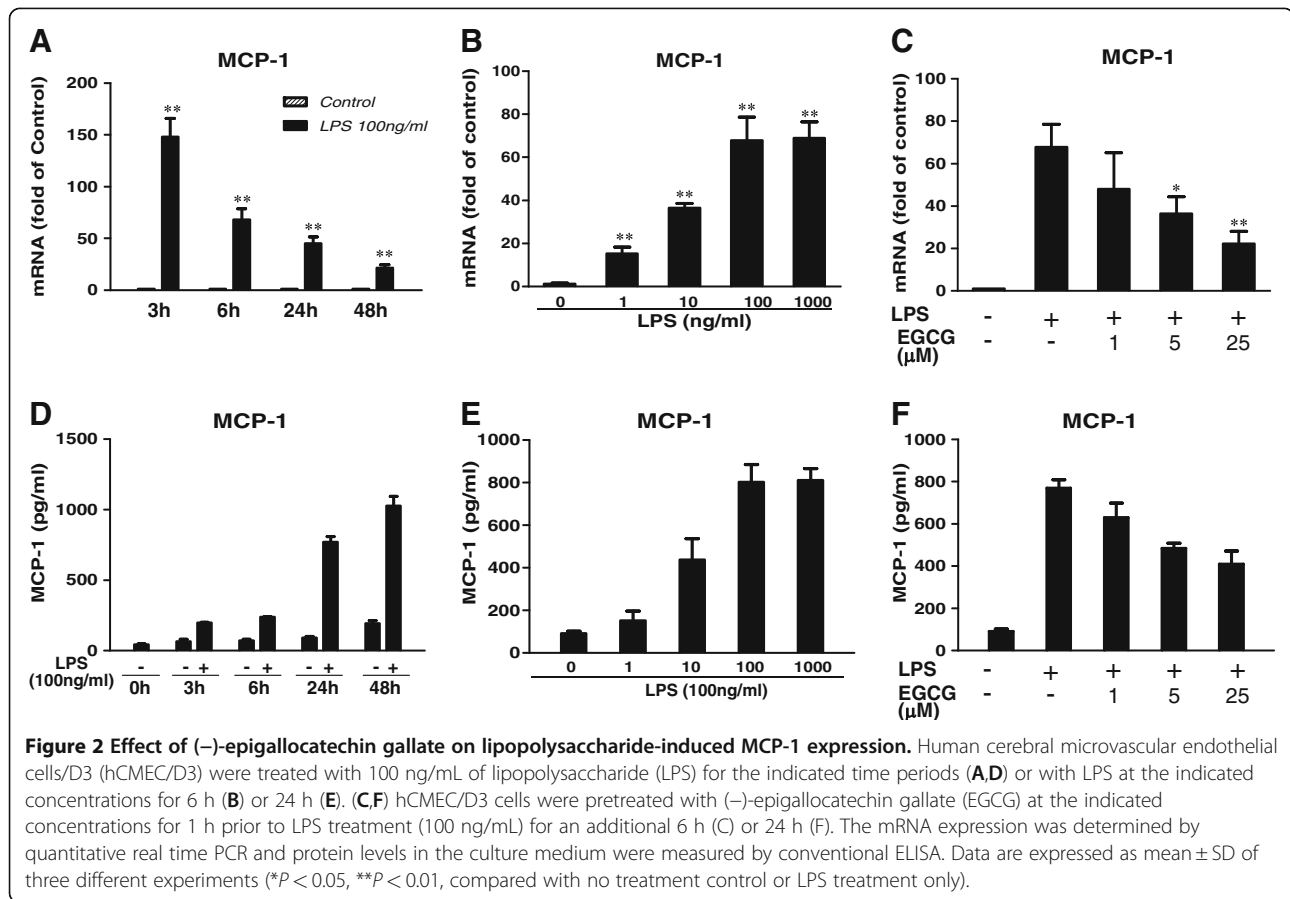 A
MCP-1
mRNA (fold of Control)
200
150
100
50
0
Control
LPS 100ng/ml
**
**
**
**
3h 6h 24h 48h
B
MCP-1
mRNA (fold of control)
100
80
60
40
20
0
**
**
**
**
0 1 10 100 1000
LPS (ng/ml)
C
MCP-1
mRNA (fold of control)
100
80
60
40
20
0
*
**
LPS - + + + +
EGCG - - 1 5 25
(μM)
D
MCP-1
MCP-1 (pg/ml)
1500
1000
500
0
LPS - - + - + - + - +
(100ng/ml) 0h 3h 6h 24h 48h
E
MCP-1
MCP-1 (pg/ml)
1000
800
600
400
200
0
0 1 10 100 1000
LPS (100ng/ml)
F
MCP-1
MCP-1 (pg/ml)
1000
800
600
400
200
0
LPS - + + + +
EGCG - - 1 5 25
(μM)
Figure 2 Effect of (−)-epigallocatechin gallate on lipopolysaccharide-induced MCP-1 expression. Human cerebral microvascular endothelial
cells/D3 (hCMEC/D3) were treated with 100 ng/mL of lipopolysaccharide (LPS) for the indicated time periods (A,D) or with LPS at the indicated
concentrations for 6 h (B) or 24 h (E). (C,F) hCMEC/D3 cells were pretreated with (−)-epigallocatechin gallate (EGCG) at the indicated
concentrations for 1 h prior to LPS treatment (100 ng/mL) for an additional 6 h (C) or 24 h (F). The mRNA expression was determined by
quantitative real time PCR and protein levels in the culture medium were measured by conventional ELISA. Data are expressed as mean ± SD of
three different experiments (*P < 0.05, **P < 0.01, compared with no treatment control or LPS treatment only).